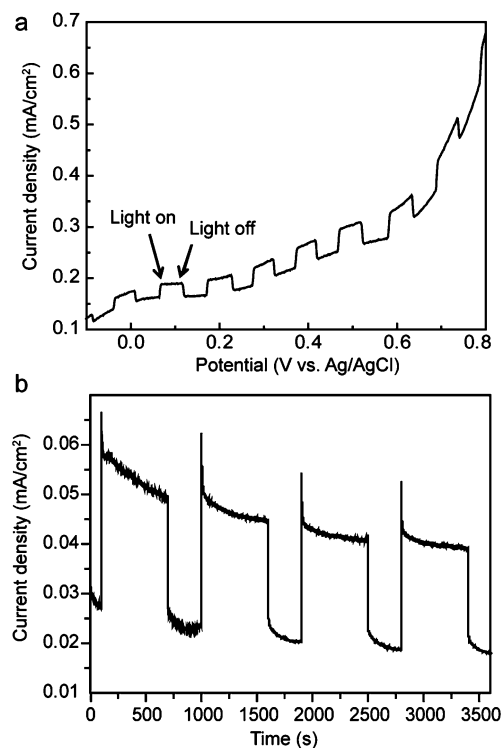 a
0.7
0.6
0.5
0.4
0.3
0.2
0.1
Current density (mA/cm²)
Light on
Light off
0.0 0.2 0.4 0.6 0.8
Potential (V vs. Ag/AgCl)
b
0.06
0.05
0.04
0.03
0.02
0.01
Current density (mA/cm²)
0 500 1000 1500 2000 2500 3000 3500
Time (s)